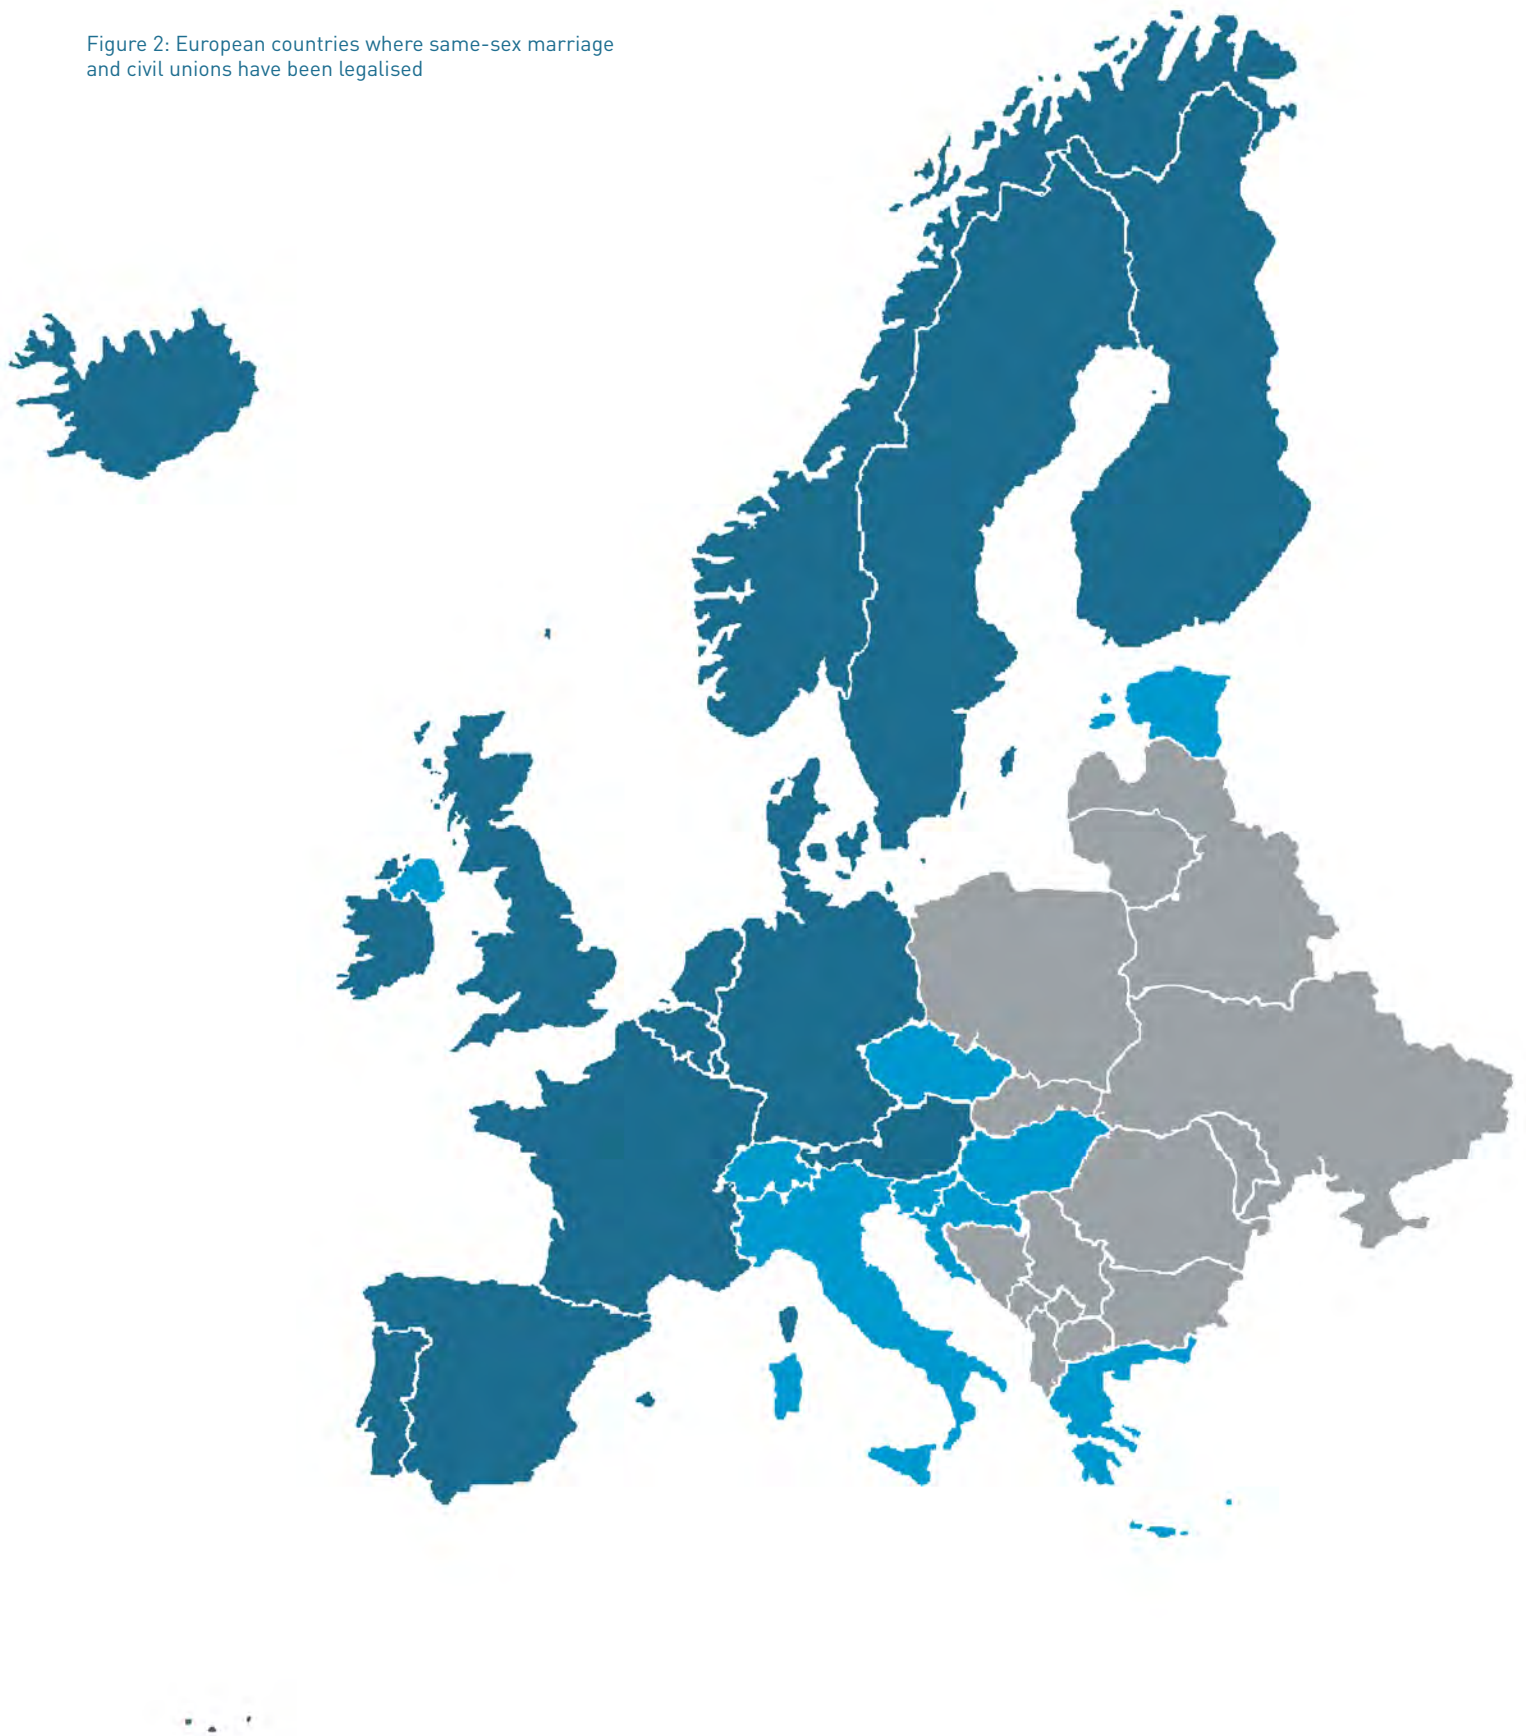 Figure 2: European countries where same-sex marriage
and civil unions have been legalised